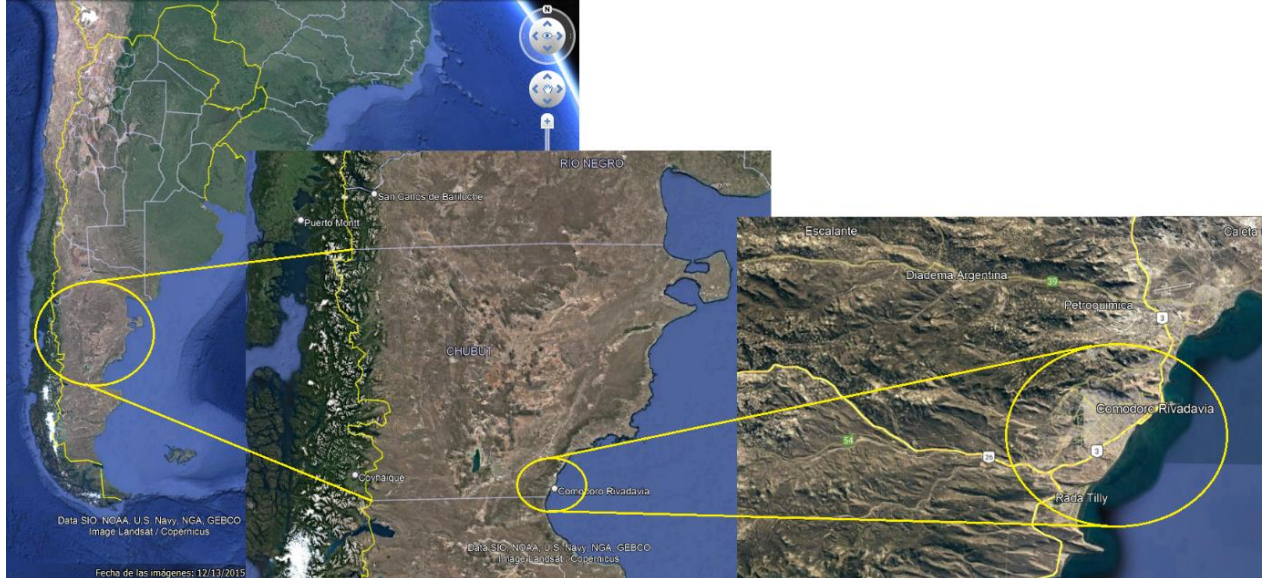 N
Data SIO, NOAA, U.S. Navy, NGA, GEBCO
Image Landsat / Copernicus
Fecha de las imágenes: 12/13/2015
RÍO NEGRO
San Carlos de Bariloche
Puerto Montt
CHUBUT
Coyhaique
Comodoro Rivadavia
Data SIO, NOAA, U.S. Navy, NGA, GEBCO
Image Landsat / Copernicus
Escalante
Caleta
Diadema Argentina
39
Petroquímica
3
Comodoro Rivadavia
54
26
3
Rada Tilly